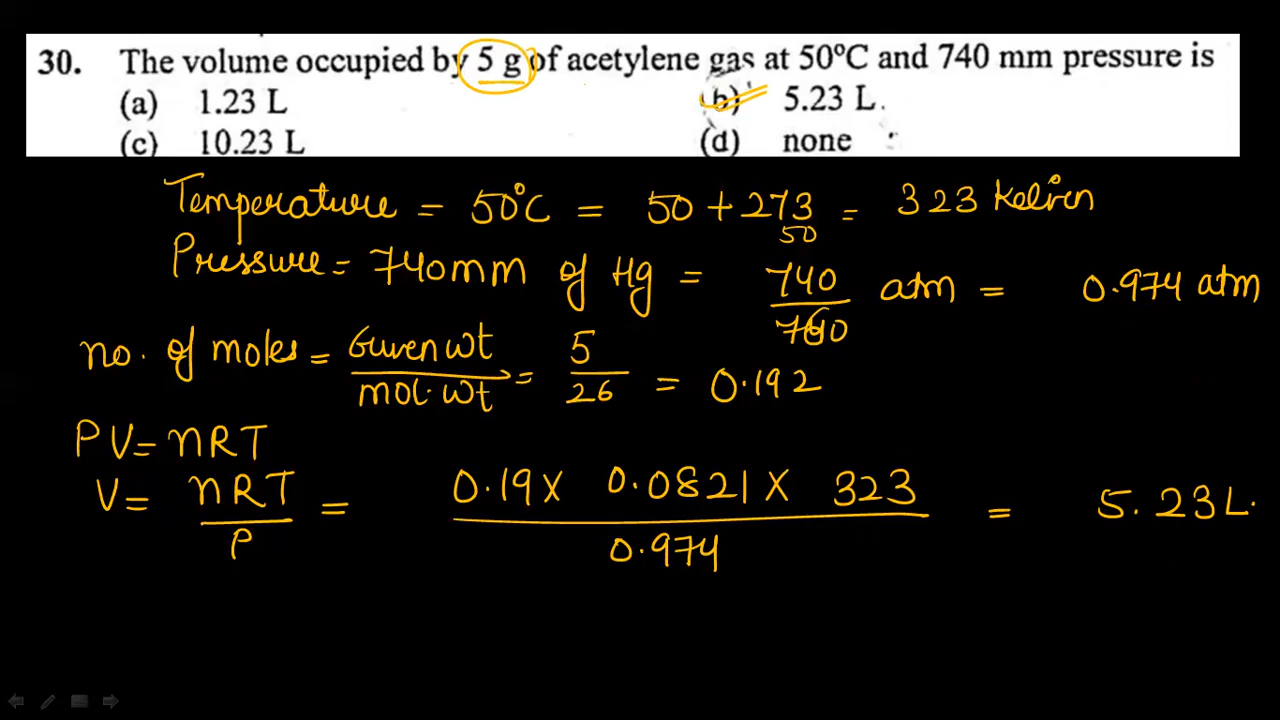 30. The volume occupied by 5 g of acetylene gas at 50°C and 740 mm pressure is
(a) 1.23 L (b) 5.23 L.
(c) 10.23 L (d) none
Temperature = 50°C = 50 + 273 = 323 Kelvin
50
Pressure = 740mm of Hg = 740/760 atm = 0.974 atm
no. of moles = Given wt/mol. wt = 5/26 = 0.192
PV = nRT
V = nRT/P = 0.19 x 0.0821 x 323/0.974 = 5.23L.